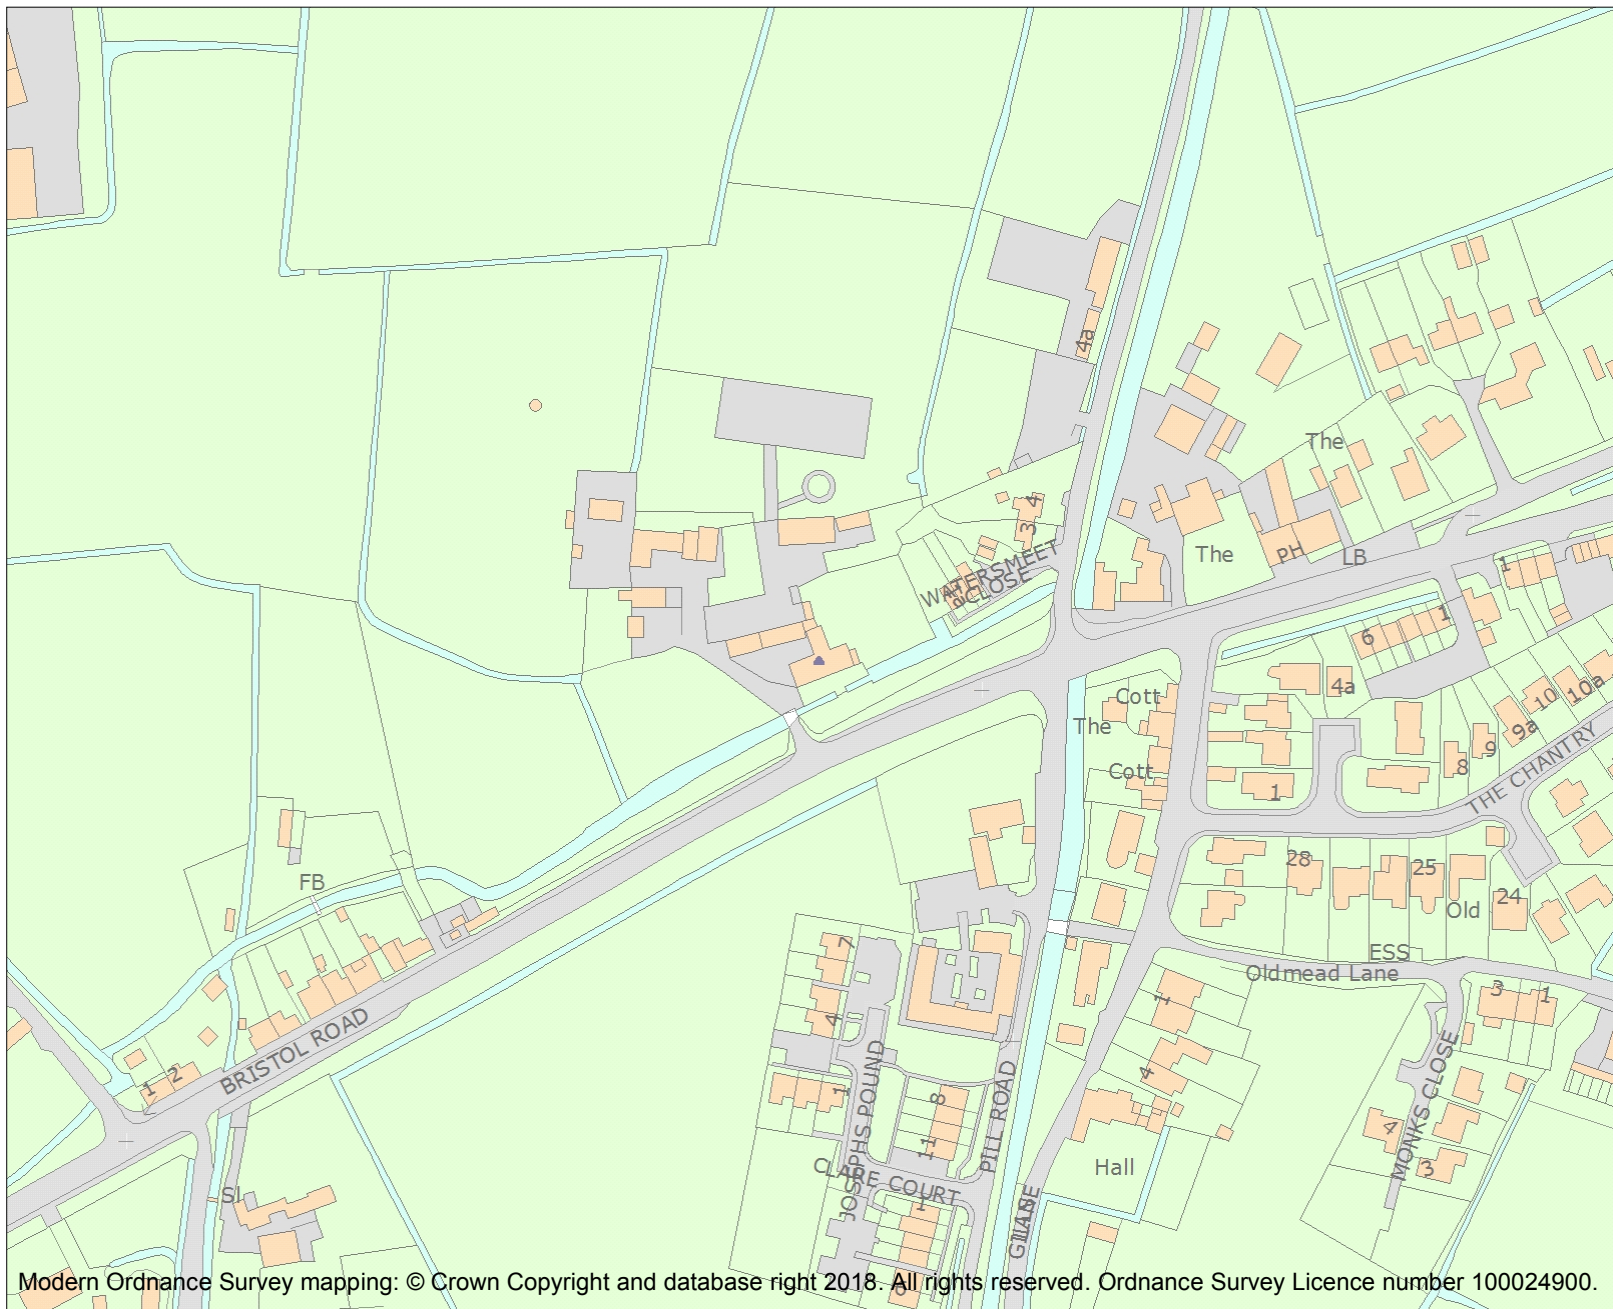 4a
The
4
3
WATERSMEET
CLOSE
The
PH
LB
1
1
6
4a
Cott
The
Cott
10a
10
9a
9
8
THE CHANTRY
1
28
25
24
Old
FB
ESS
Oldmead Lane
7
4
1
3
1
1
4
BRISTOL ROAD
1
2
JOSEPHS POUND
1
8
11
PILL ROAD
MONKS CLOSE
4
3
Hall
CLARE COURT
Sl
1
LANE
6
Modern Ordnance Survey mapping: © Crown Copyright and database right 2018. All rights reserved. Ordnance Survey Licence number 100024900.